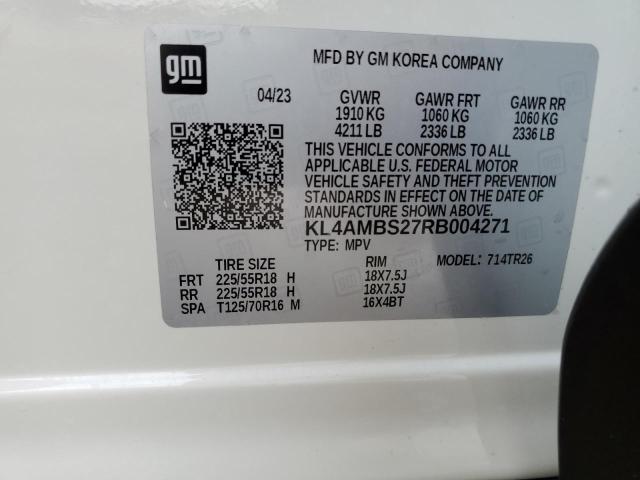 gm
MFD BY GM KOREA COMPANY
04/23 GVWR GAWR FRT GAWR RR
1910 KG 1060 KG 1060 KG
4211 LB 2336 LB 2336 LB
THIS VEHICLE CONFORMS TO ALL
APPLICABLE U.S. FEDERAL MOTOR
VEHICLE SAFETY AND THEFT PREVENTION
STANDARDS IN EFFECT ON THE DATE OF
MANUFACTURE SHOWN ABOVE.
KL4AMBS27RB004271
TYPE: MPV
TIRE SIZE RIM MODEL: 714TR26
FRT 225/55R18 H 18X7.5J
RR 225/55R18 H 18X7.5J
SPA T125/70R16 M 16X4BT